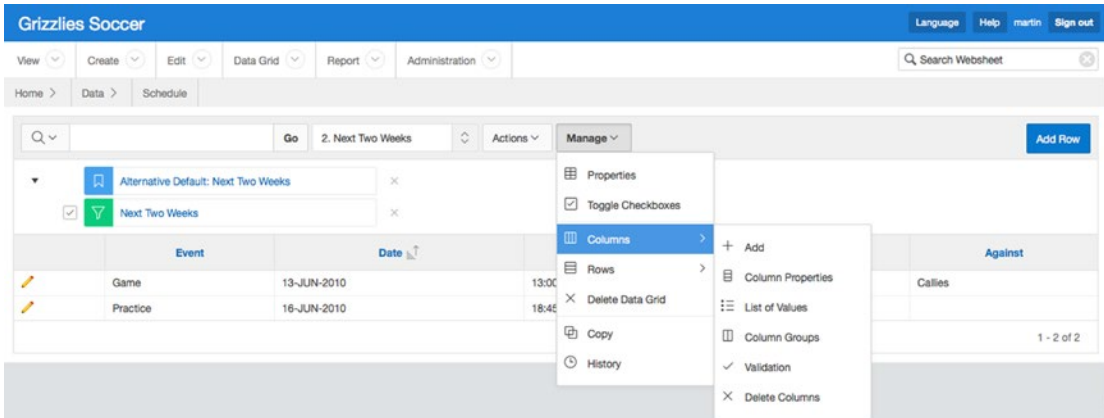 Grizzlies Soccer
Language Help martin Sign out
View Create Edit Data Grid Report Administration Search Websheet
Home > Data > Schedule
Go 2. Next Two Weeks Actions Manage Add Row
Alternative Default: Next Two Weeks
Next Two Weeks
Properties
Toggle Checkboxes
Columns
Rows
Delete Data Grid
Copy
History
Add
Column Properties
List of Values
Column Groups
Validation
Delete Columns
Event Date Against
Game 13-JUN-2010 13:00 Callies
Practice 16-JUN-2010 18:45
1 - 2 of 2